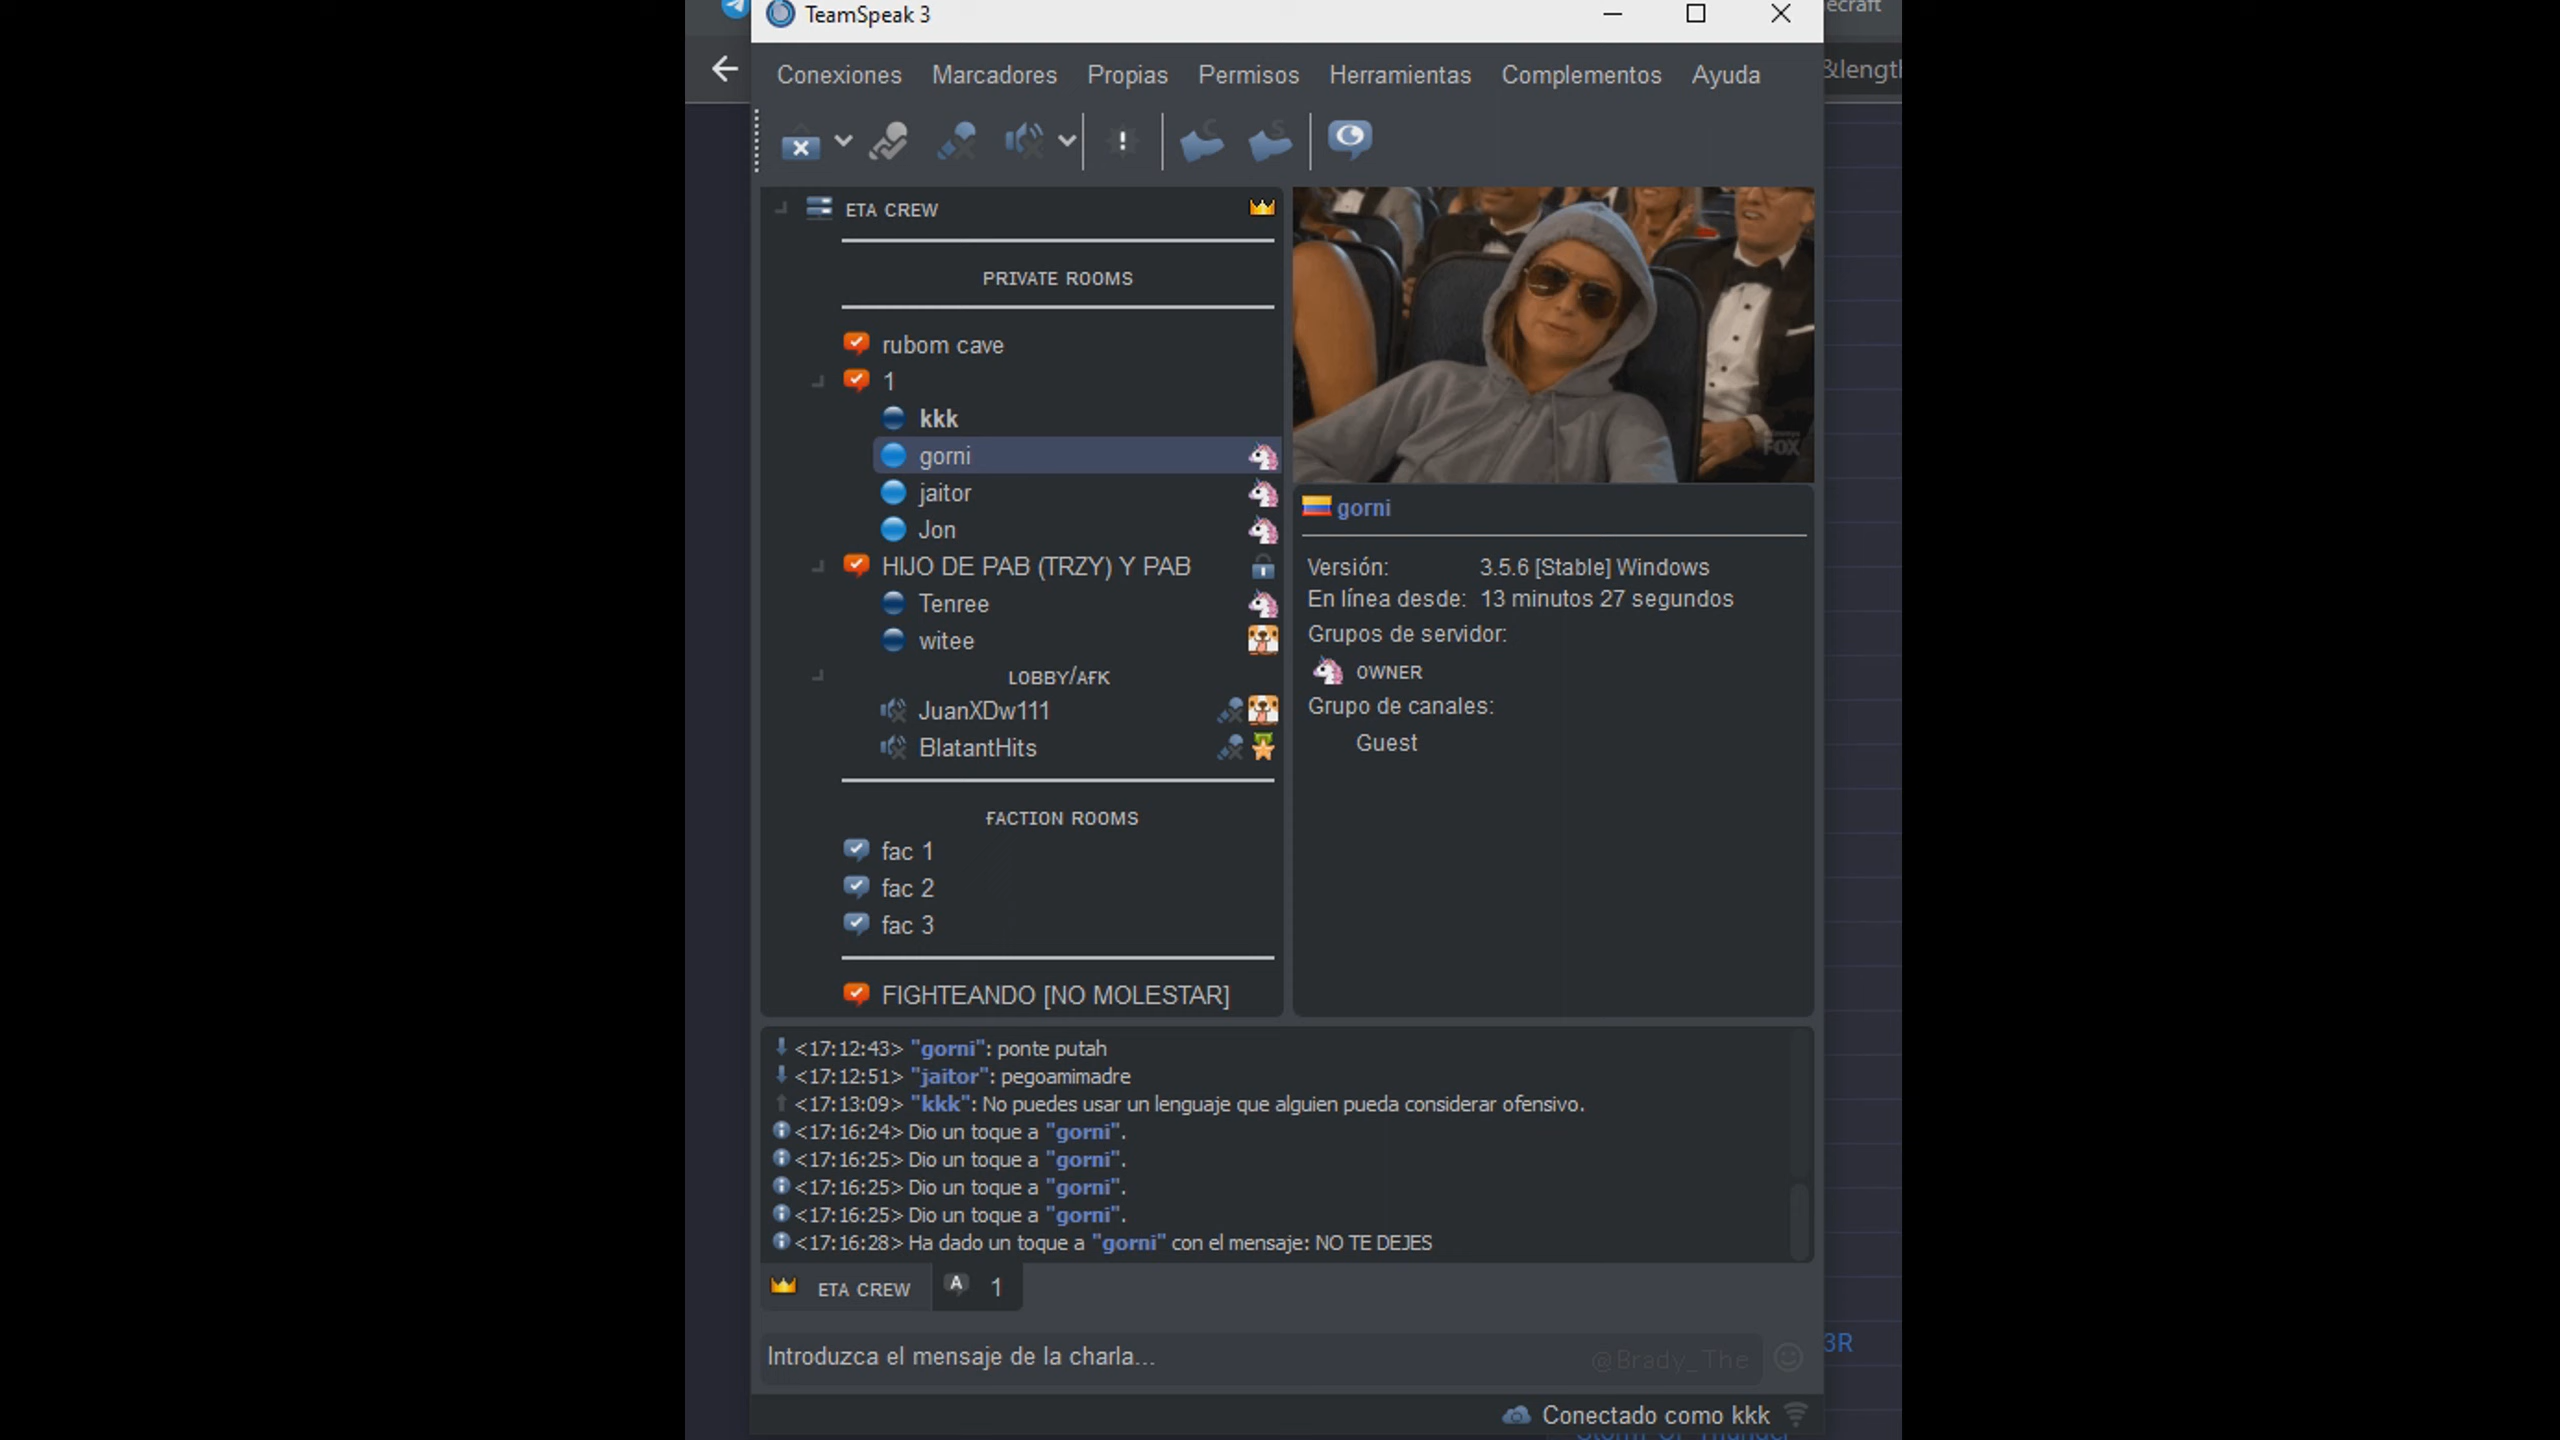 ecraft
TeamSpeak 3
&length
Conexiones Marcadores Propias Permisos Herramientas Complementos Ayuda
ETA CREW
PRIVATE ROOMS
rubom cave
1
kkk
gorni
jaitor
Jon
HIJO DE PAB (TRZY) Y PAB
Tenree
witee
LOBBY/AFK
JuanXDw111
BlatantHits
FACTION ROOMS
fac 1
fac 2
fac 3
FIGHTEANDO [NO MOLESTAR]
FOX
gorni
Versión: 3.5.6 [Stable] Windows
En línea desde: 13 minutos 27 segundos
Grupos de servidor:
OWNER
Grupo de canales:
Guest
<17:12:43> "gorni": ponte putah
<17:12:51> "jaitor": pegoamimadre
<17:13:09> "kkk": No puedes usar un lenguaje que alguien pueda considerar ofensivo.
<17:16:24> Dio un toque a "gorni".
<17:16:25> Dio un toque a "gorni".
<17:16:25> Dio un toque a "gorni".
<17:16:25> Dio un toque a "gorni".
<17:16:28> Ha dado un toque a "gorni" con el mensaje: NO TE DEJES
ETA CREW A 1
3R
Introduzca el mensaje de la charla... @Brady_The
Conectado como kkk